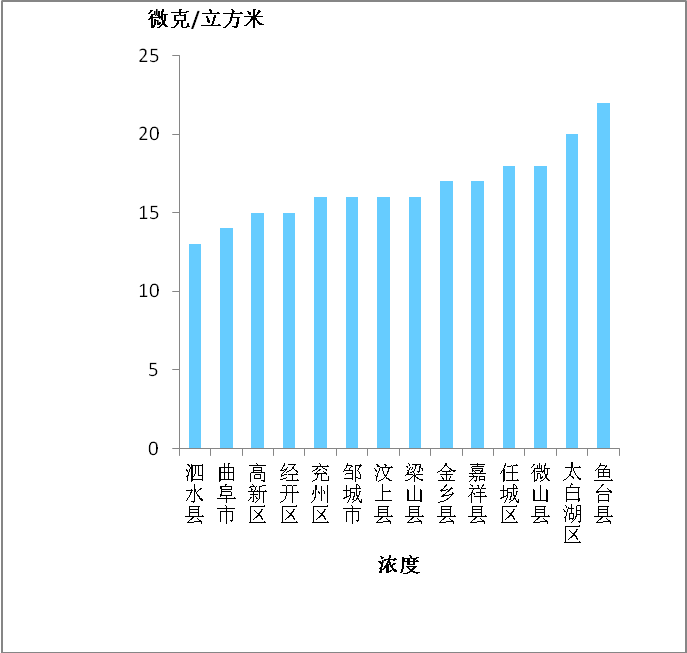 微克/立方米
25
20
15
10
5
0
泗水县
曲阜市
高新区
经开区
兖州区
邹城市
汶上县
梁山县
金乡县
嘉祥县
任城区
微山县
太白湖区
鱼台县
浓度